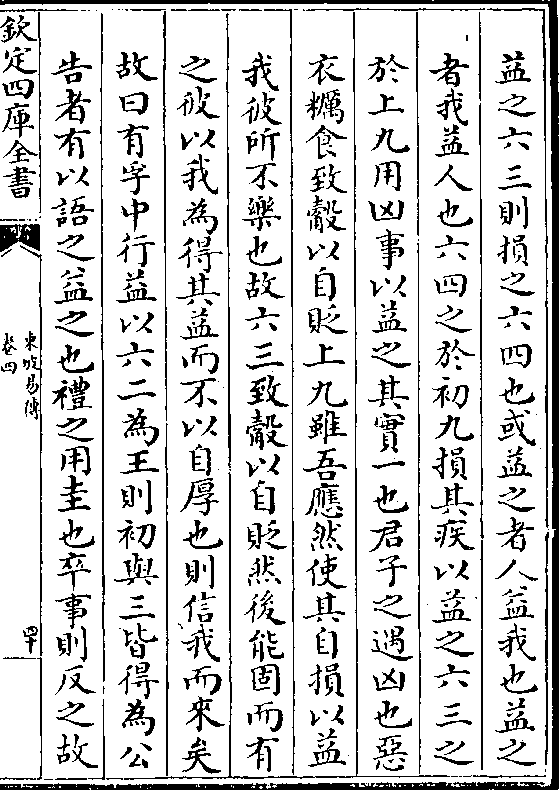 益之六三則損之六四也或益之者人益我也益之
者我益人也六四之於初九損其疾以益之六三之
於上九用凶事以益之其實一也君子之遇凶也惡
衣糲食致觳以自貶上九雖吾應然使其自損以益
我彼所不樂也故六三致觳以自貶然後能固而有
之彼以我為得其益而不以自厚也則信我而來矣
故曰有孚中行益以六二為王則初與三皆得為公
告者有以語之益之也禮之用圭也卒事則反之故
欽定四庫全書
東坡易傳
卷四
四十